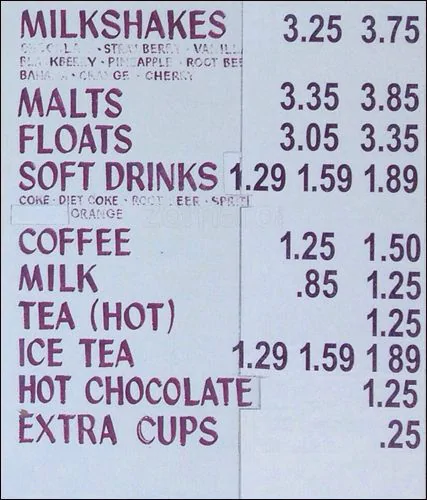 MILKSHAKES 3.25 3.75
PINEAPPLE · ROOT BEE
CHERRY
MALTS 3.35 3.85
FLOATS 3.05 3.35
SOFT DRINKS 1.29 1.59 1.89
COKE · DIET COKE · ROOT
ORANGE
COFFEE 1.25 1.50
MILK .85 1.25
TEA (HOT) 1.25
ICE TEA 1.29 1.59 1 89
HOT CHOCOLATE 1.25
EXTRA CUPS .25